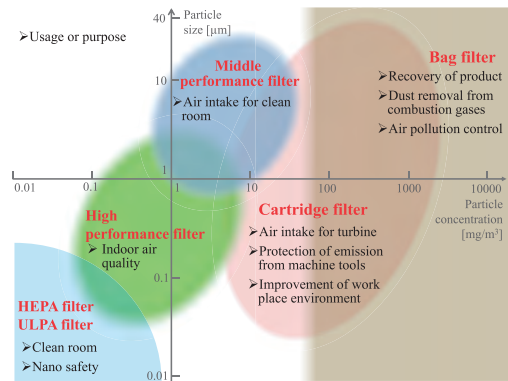 40
Particle
size [µm]
➤Usage or purpose
Middle
performance filter
➤Air intake for clean
room
10
Bag filter
➤Recovery of product
➤Dust removal from
combustion gases
➤Air pollution control
1
0.01 0.1 1 10 100 1000 10000
Particle
concentration
[mg/m³]
High
performance filter
➤ Indoor air
quality
Cartridge filter
➤Air intake for turbine
➤Protection of emission
from machine tools
➤Improvement of work
place environment
0.1
HEPA filter
ULPA filter
➤Clean room
➤Nano safety
0.01